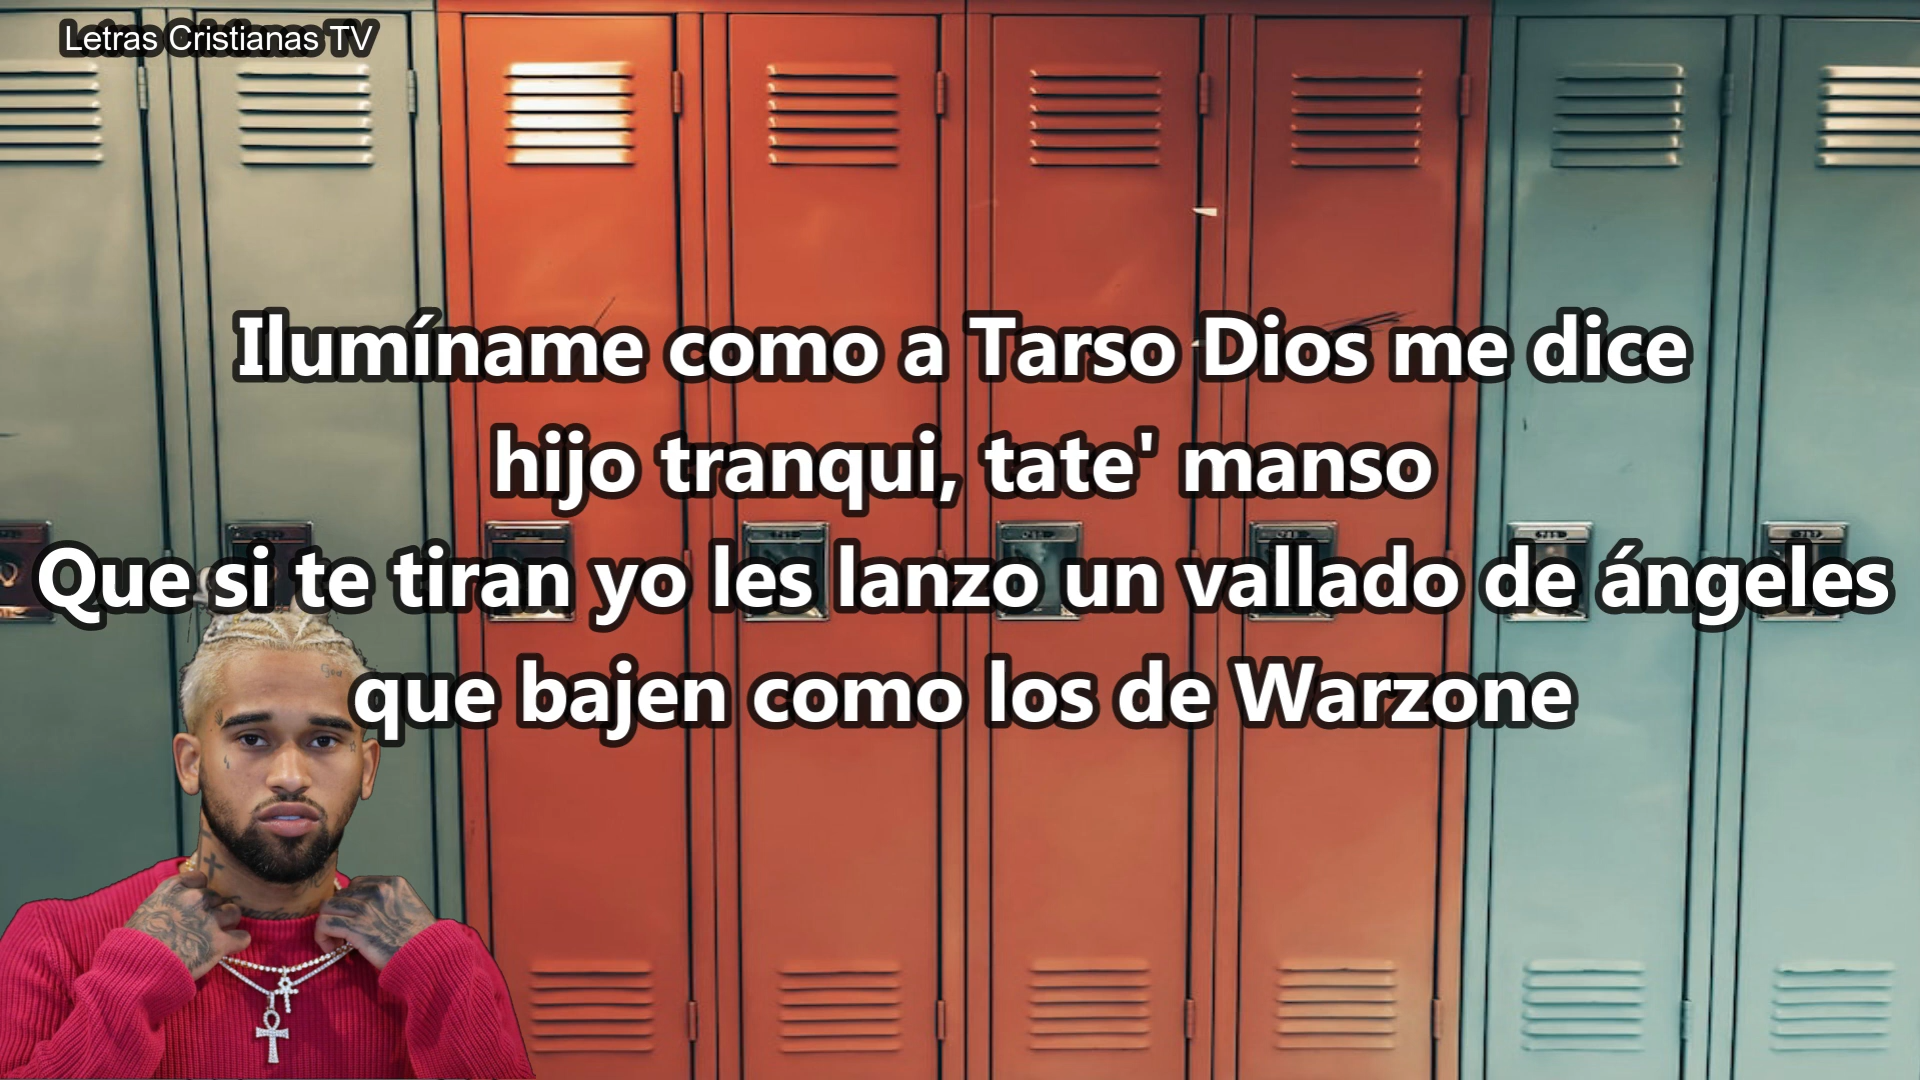 Letras Cristianas TV
Ilumíname como a Tarso Dios me dice
hijo tranqui, tate' manso
Que si te tiran yo les lanzo un vallado de ángeles
que bajen como los de Warzone